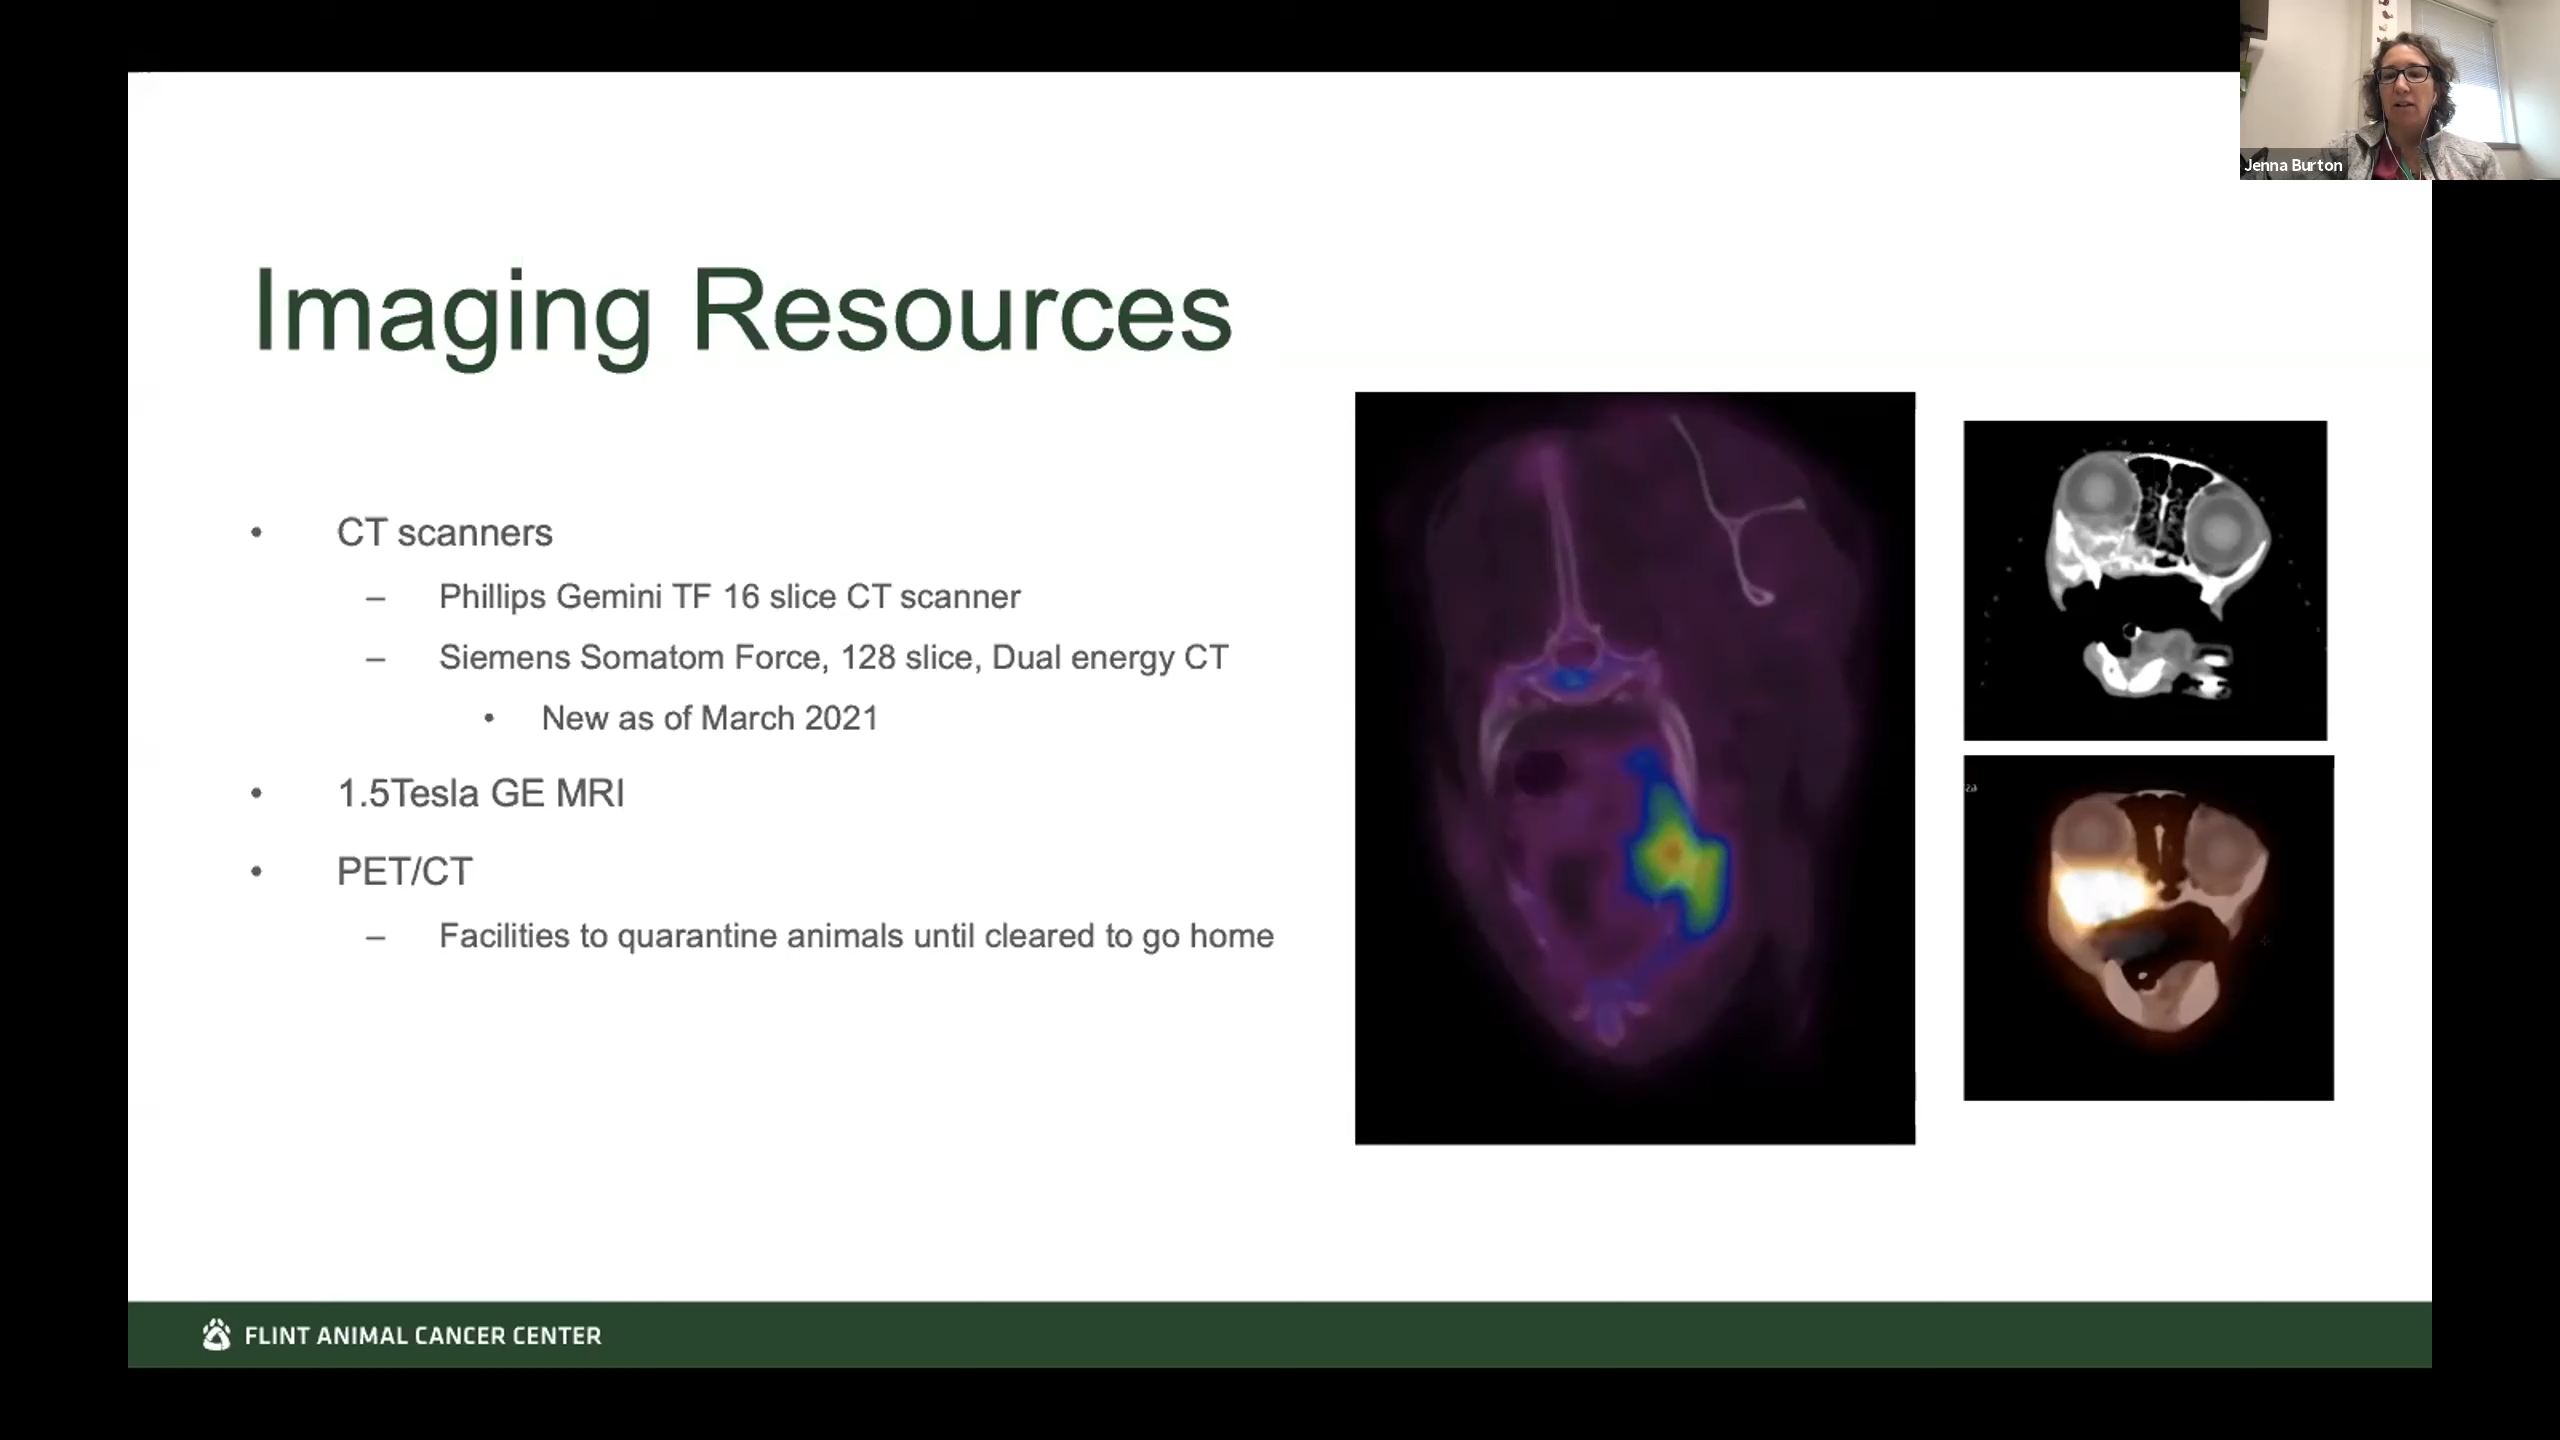 Jenna Burton
Imaging Resources
• CT scanners
– Phillips Gemini TF 16 slice CT scanner
– Siemens Somatom Force, 128 slice, Dual energy CT
• New as of March 2021
• 1.5Tesla GE MRI
• PET/CT
– Facilities to quarantine animals until cleared to go home
FLINT ANIMAL CANCER CENTER